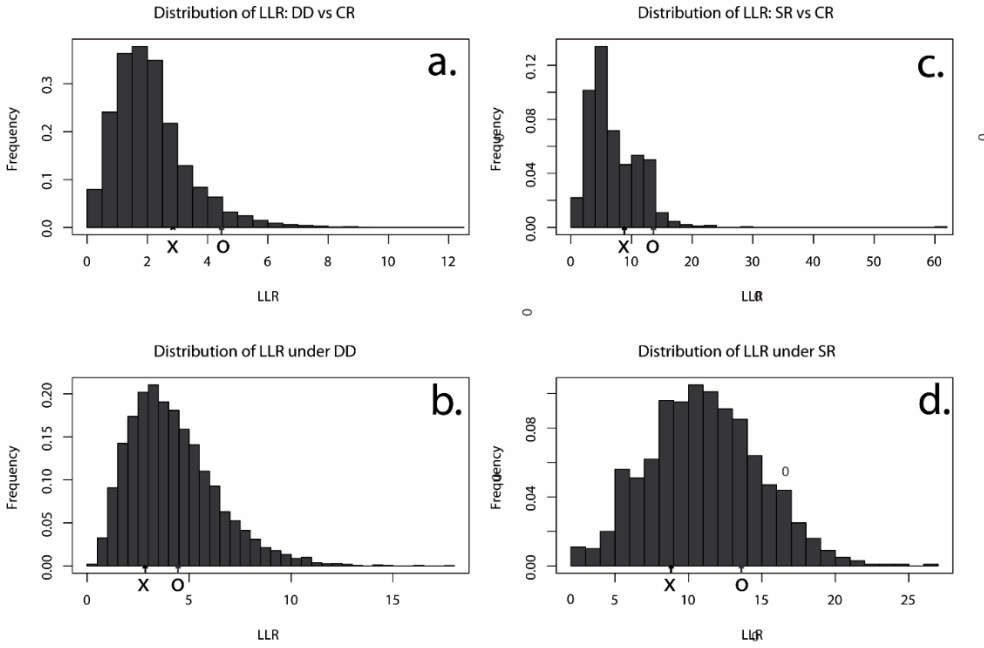 Distribution of LLR: DD vs CR
a.
Frequency
0.0 0.1 0.2 0.3
X O
0 2 4 6 8 10 12
LLR
Distribution of LLR: SR vs CR
c.
Frequency
0.00 0.04 0.08 0.12
X O
0 10 20 30 40 50 60
LLR
0
Distribution of LLR under DD
b.
Frequency
0.00 0.05 0.10 0.15 0.20
X O
0 5 10 15
LLR
Distribution of LLR under SR
d.
Frequency
0.00 0.04 0.08
0
X O
0 5 10 15 20 25
LLR